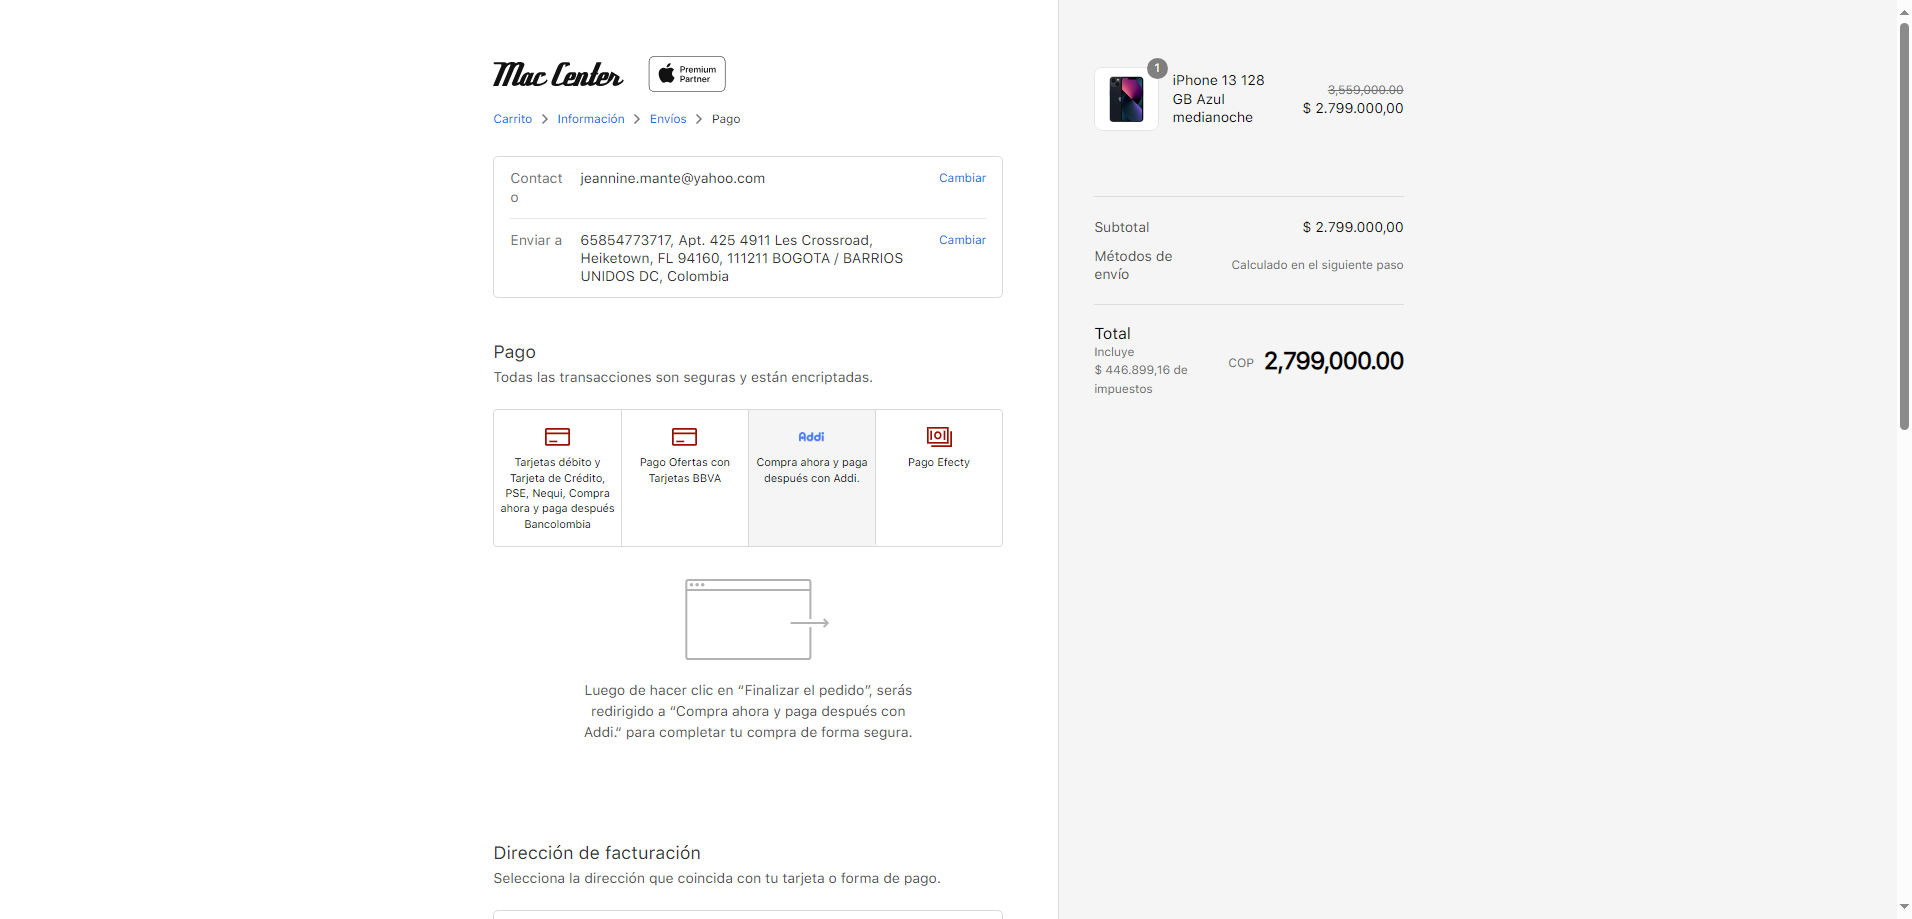 Mac Center
Premium
Partner
Carrito > Información > Envíos > Pago
Contact
o
jeannine.mante@yahoo.com
Cambiar
Enviar a
65854773717, Apt. 425 4911 Les Crossroad,
Heiketown, FL 94160, 111211 BOGOTA / BARRIOS
UNIDOS DC, Colombia
Cambiar
Pago
Todas las transacciones son seguras y están encriptadas.
Tarjetas débito y
Tarjeta de Crédito,
PSE, Nequi, Compra
ahora y paga después
Bancolombia
Pago Ofertas con
Tarjetas BBVA
Addi
Compra ahora y paga
después con Addi.
Pago Efecty
Luego de hacer clic en “Finalizar el pedido”, serás
redirigido a “Compra ahora y paga después con
Addi.“ para completar tu compra de forma segura.
Dirección de facturación
Selecciona la dirección que coincida con tu tarjeta o forma de pago.
1
iPhone 13 128
GB Azul
medianoche
3,559,000.00
$ 2.799.000,00
Subtotal
$ 2.799.000,00
Métodos de
envío
Calculado en el siguiente paso
Total
Incluye
$ 446.899,16 de
impuestos
COP 2,799,000.00